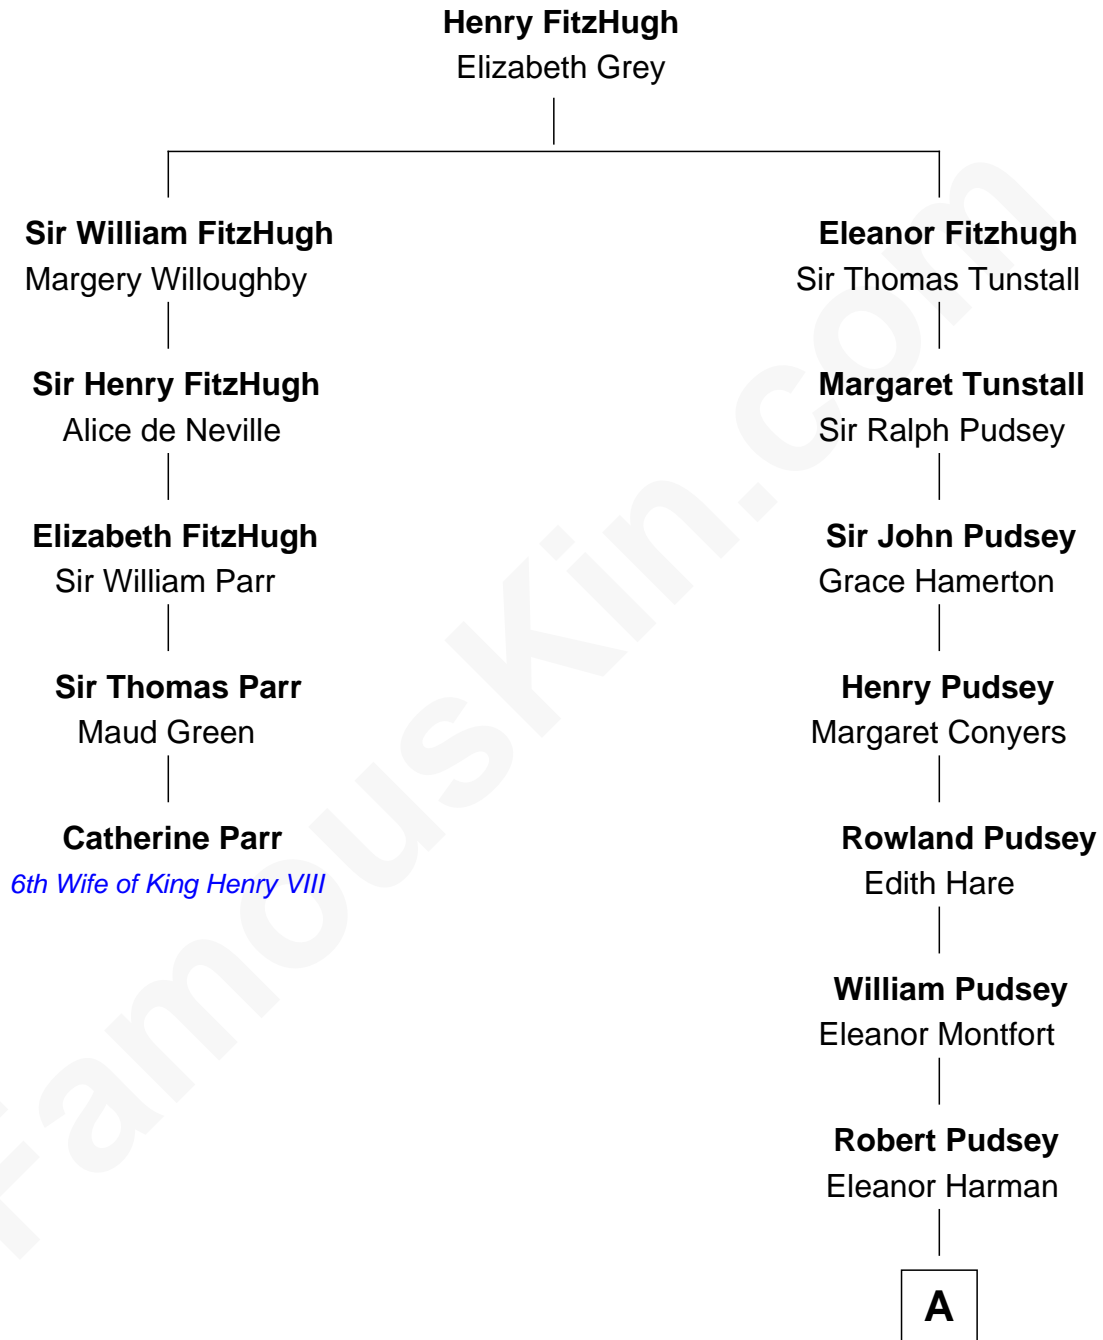 Henry FitzHugh
Elizabeth Grey
Sir William FitzHugh
Margery Willoughby
Sir Henry FitzHugh
Alice de Neville
Elizabeth FitzHugh
Sir William Parr
Sir Thomas Parr
Maud Green
Catherine Parr
6th Wife of King Henry VIII
Eleanor Fitzhugh
Sir Thomas Tunstall
Margaret Tunstall
Sir Ralph Pudsey
Sir John Pudsey
Grace Hamerton
Henry Pudsey
Margaret Conyers
Rowland Pudsey
Edith Hare
William Pudsey
Eleanor Montfort
Robert Pudsey
Eleanor Harman
A
FamousKin.com